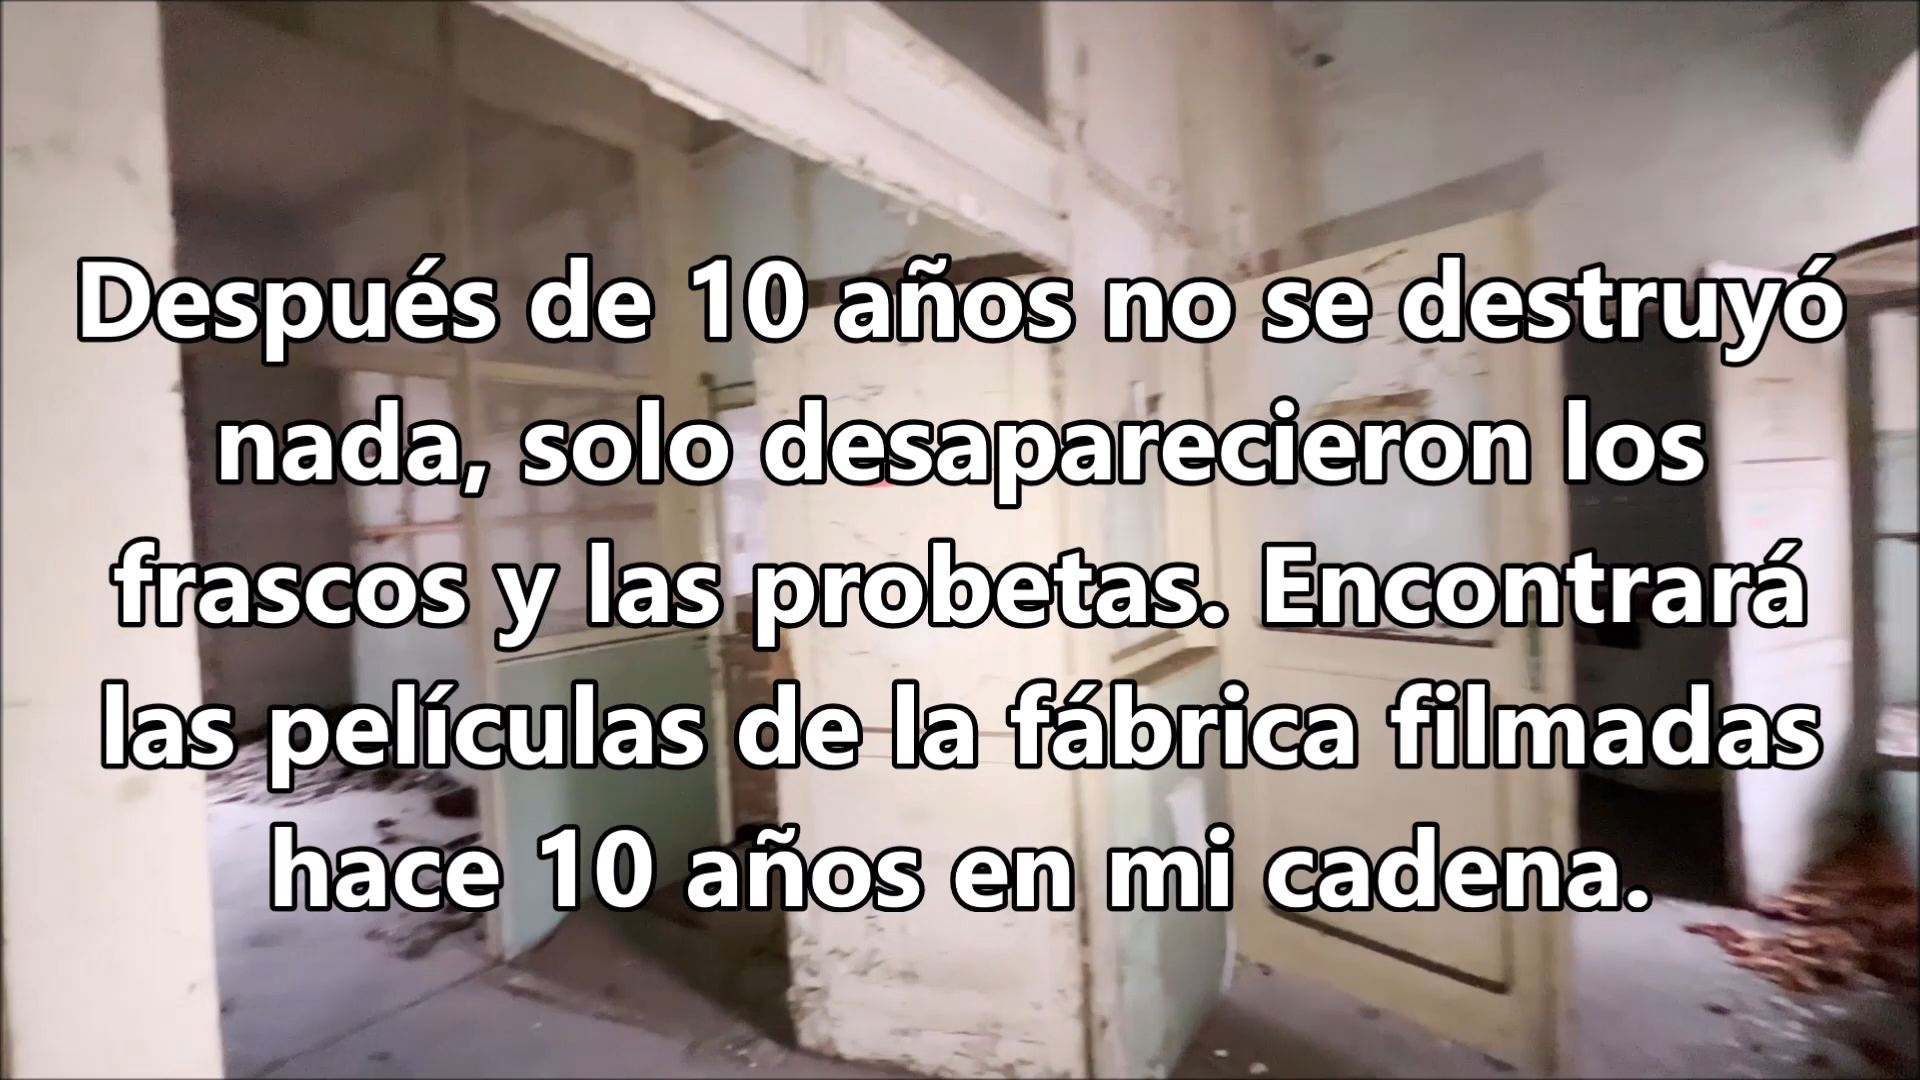 Después de 10 años no se destruyó
nada, solo desaparecieron los
frascos y las probetas. Encontrará
las películas de la fábrica filmadas
hace 10 años en mi cadena.